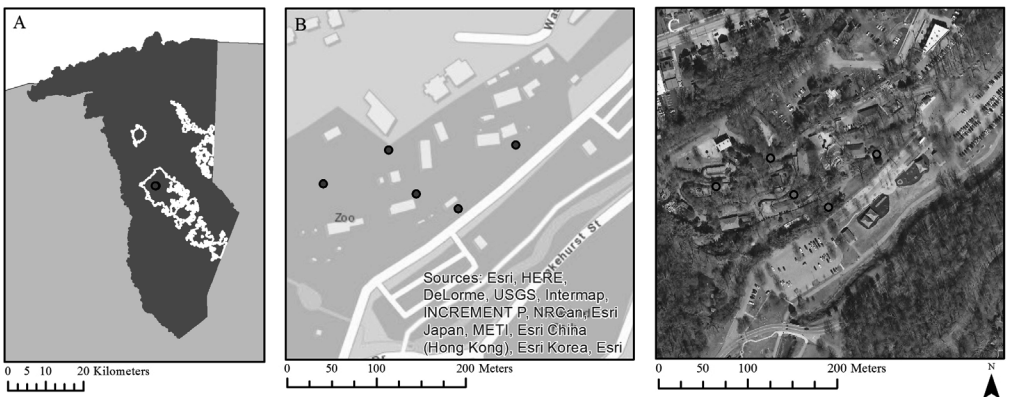 A
0 5 10 20 Kilometers
B
Zoo
Sources: Esri, HERE,
DeLorme, USGS, Intermap,
INCREMENT P, NRCan, Esri
Japan, METI, Esri China
(Hong Kong), Esri Korea, Esri
0 50 100 200 Meters
C
0 50 100 200 Meters
N